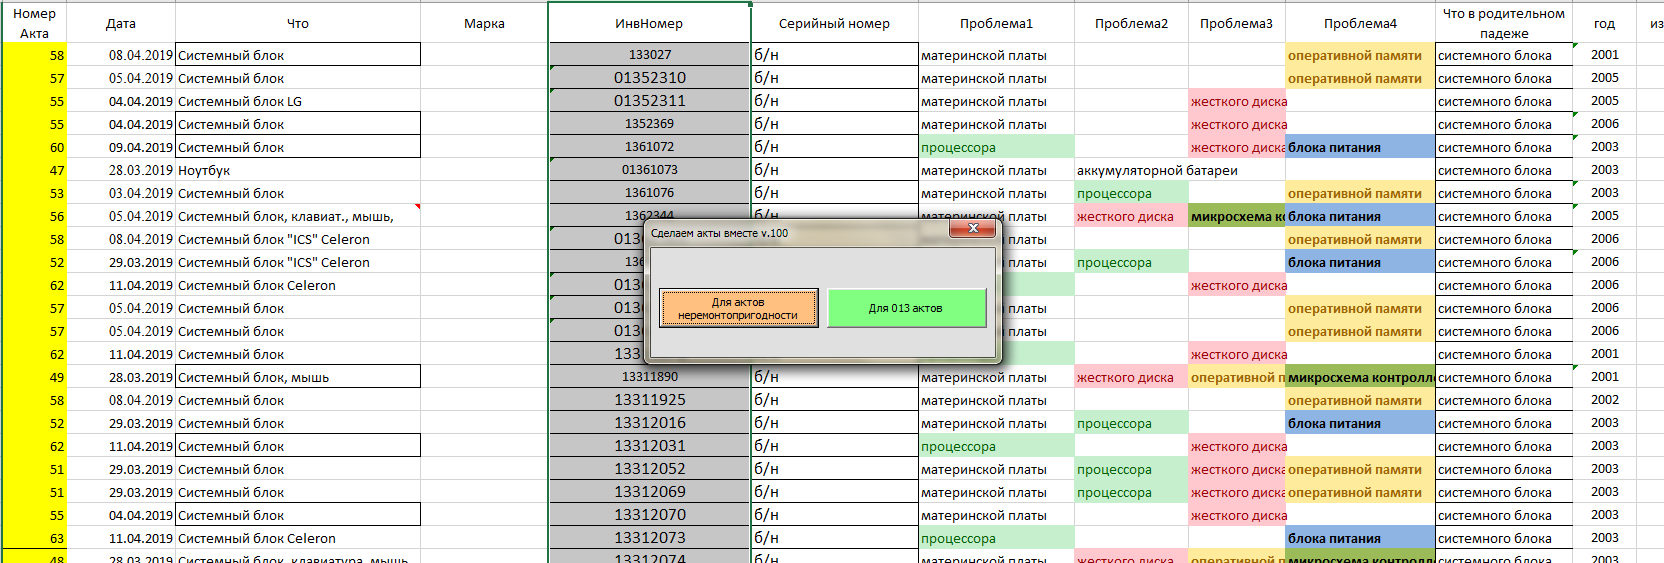 Номер Акта	Дата	Что	Марка	ИнвНомер	Серийный номер	Проблема1	Проблема2	Проблема3	Проблема4	Что в родительном падеже	год	из
58	08.04.2019	Системный блок	133027	б/н	материнской платы	оперативной памяти	системного блока	2001
57	05.04.2019	Системный блок	01352310	б/н	материнской платы	оперативной памяти	системного блока	2005
55	04.04.2019	Системный блок LG	01352311	б/н	материнской платы	жесткого диска	системного блока	2005
55	04.04.2019	Системный блок	1352369	б/н	материнской платы	жесткого диска	системного блока	2006
60	09.04.2019	Системный блок	1361072	б/н	процессора	жесткого диска	блока питания	системного блока	2003
47	28.03.2019	Ноутбук	01361073	б/н	материнской платы	аккумуляторной батареи	системного блока	2003
53	03.04.2019	Системный блок	1361076	б/н	материнской платы	процессора	оперативной памяти	системного блока	2003
56	05.04.2019	Системный блок, клавиат., мышь,	1362344	б/н	материнской платы	жесткого диска	микросхема ко	блока питания	системного блока	2005
Сделаем акты вместе v.100
58	08.04.2019	Системный блок "ICS" Celeron	материнской платы	оперативной памяти	системного блока	2006
52	29.03.2019	Системный блок "ICS" Celeron	процессора	блока питания	системного блока	2006
62	11.04.2019	Системный блок Celeron	жесткого диска	системного блока	2006
Для актов неремонтопригодности
Для 013 актов
57	05.04.2019	Системный блок	оперативной памяти	системного блока	2006
57	05.04.2019	Системный блок	оперативной памяти	системного блока	2006
62	11.04.2019	Системный блок	жесткого диска	системного блока	2001
49	28.03.2019	Системный блок, мышь	13311890	б/н	материнской платы	жесткого диска	оперативной п	микросхема контролле	системного блока	2001
58	08.04.2019	Системный блок	13311925	б/н	материнской платы	оперативной памяти	системного блока	2002
52	29.03.2019	Системный блок	13312016	б/н	материнской платы	процессора	блока питания	системного блока	2003
62	11.04.2019	Системный блок	13312031	б/н	процессора	жесткого диска	системного блока	2003
51	29.03.2019	Системный блок	13312052	б/н	материнской платы	процессора	жесткого диска	оперативной памяти	системного блока	2003
51	29.03.2019	Системный блок	13312069	б/н	материнской платы	процессора	жесткого диска	оперативной памяти	системного блока	2003
55	04.04.2019	Системный блок	13312070	б/н	материнской платы	жесткого диска	системного блока	2003
63	11.04.2019	Системный блок Celeron	13312073	б/н	процессора	блока питания	системного блока	2003
48	28.03.2019	Системный блок, клавиатура, мышь	13312074	б/н	материнской платы	жесткого диска	оперативной п	микросхема контролле	системного блока	2003